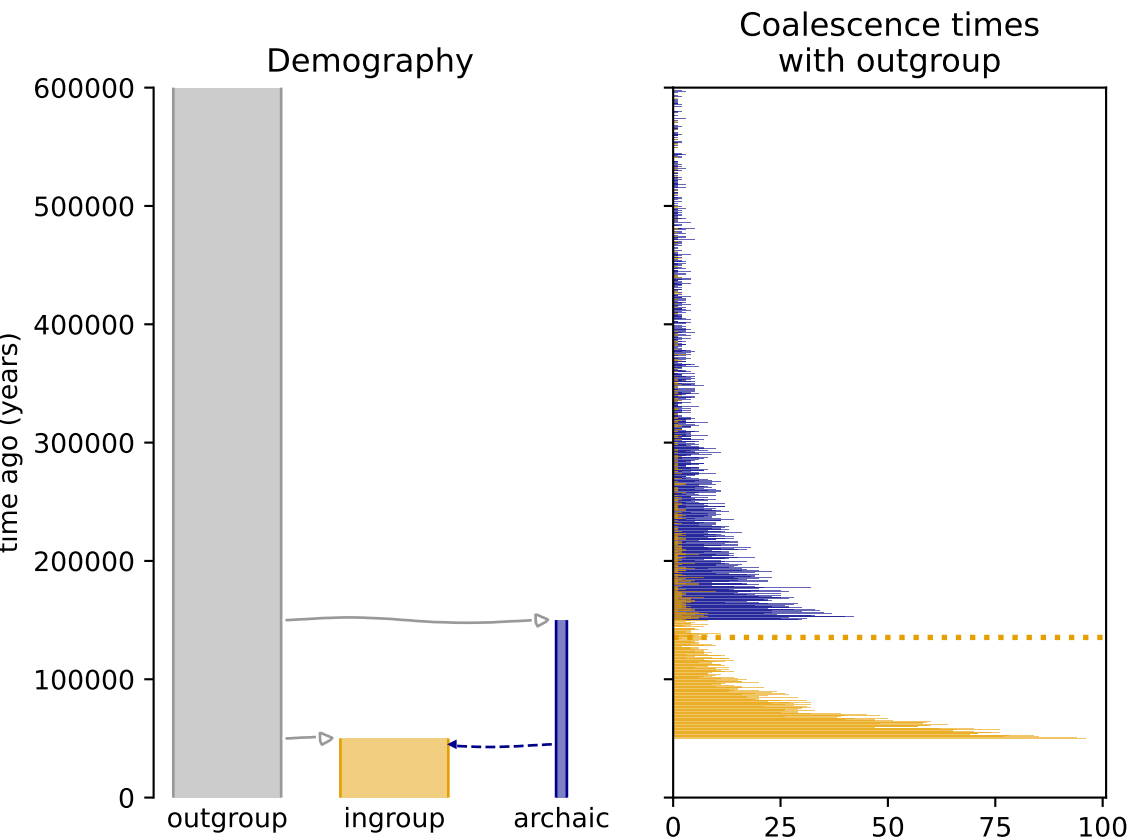 Demography
Coalescence times
with outgroup
time ago (years)
600000
500000
400000
300000
200000
100000
0
outgroup
ingroup
archaic
0
25
50
75
100